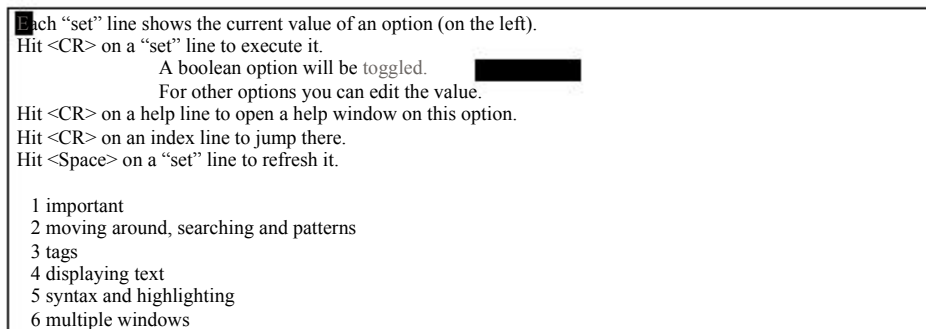 Each “set” line shows the current value of an option (on the left).
Hit <CR> on a “set” line to execute it.
A boolean option will be toggled.
For other options you can edit the value.
Hit <CR> on a help line to open a help window on this option.
Hit <CR> on an index line to jump there.
Hit <Space> on a “set” line to refresh it.
1 important
2 moving around, searching and patterns
3 tags
4 displaying text
5 syntax and highlighting
6 multiple windows